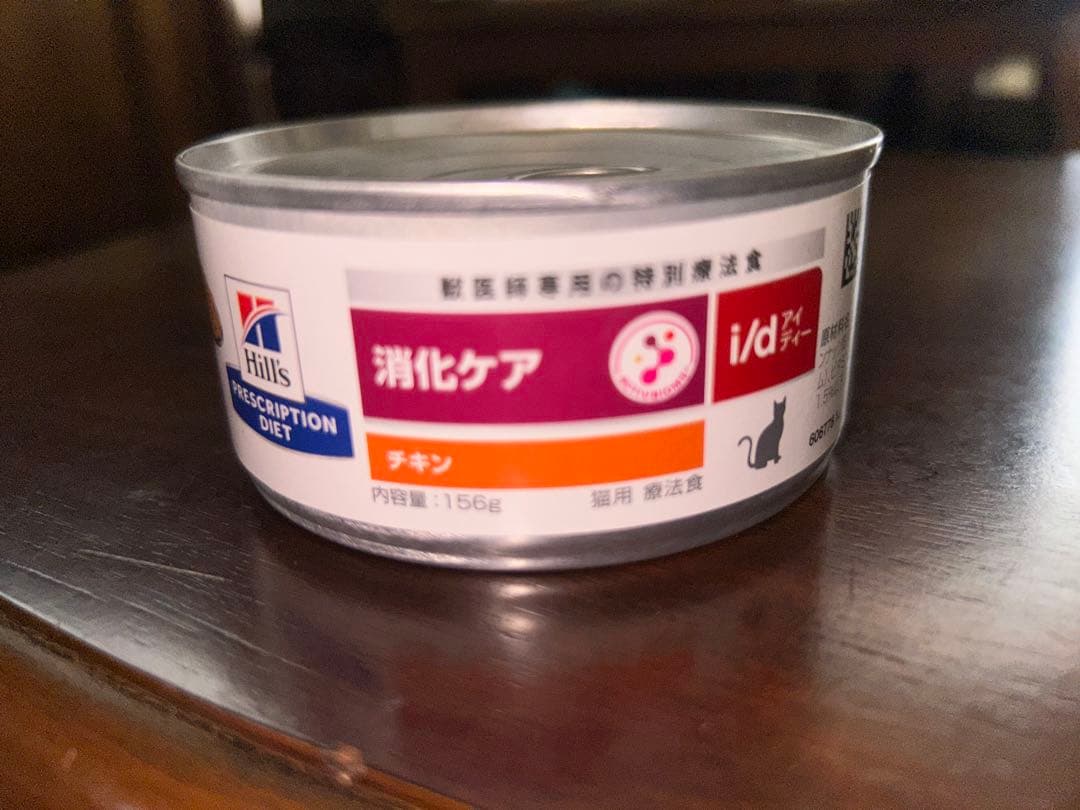 獣医師専用の特別療法食
Hill's
PRESCRIPTION
DIET
消化ケア
i/d アイ
ディー
チキン
内容量:156g
猫用 療法食